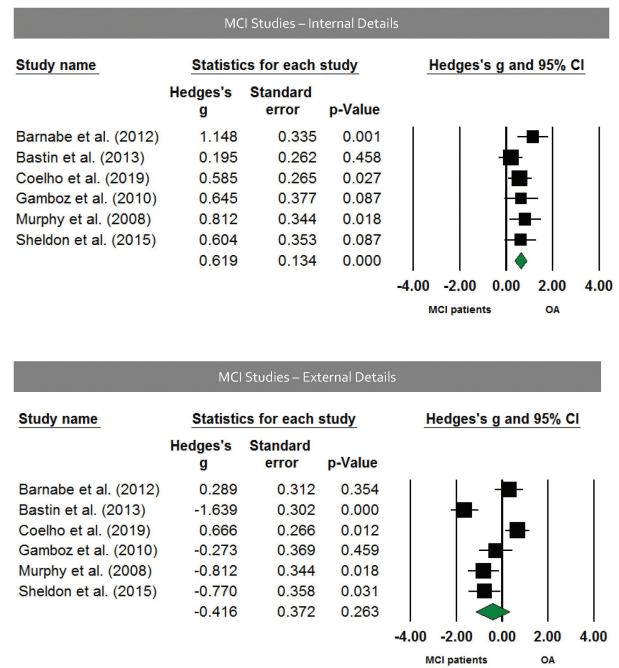 MCI Studies – Internal Details
Study name Statistics for each study Hedges's g and 95% CI
Hedges's g Standard error p-Value
Barnabe et al. (2012) 1.148 0.335 0.001
Bastin et al. (2013) 0.195 0.262 0.458
Coelho et al. (2019) 0.585 0.265 0.027
Gamboz et al. (2010) 0.645 0.377 0.087
Murphy et al. (2008) 0.812 0.344 0.018
Sheldon et al. (2015) 0.604 0.353 0.087
0.619 0.134 0.000
-4.00 -2.00 0.00 2.00 4.00
MCI patients OA
MCI Studies – External Details
Study name Statistics for each study Hedges's g and 95% CI
Hedges's g Standard error p-Value
Barnabe et al. (2012) 0.289 0.312 0.354
Bastin et al. (2013) -1.639 0.302 0.000
Coelho et al. (2019) 0.666 0.266 0.012
Gamboz et al. (2010) -0.273 0.369 0.459
Murphy et al. (2008) -0.812 0.344 0.018
Sheldon et al. (2015) -0.770 0.358 0.031
-0.416 0.372 0.263
-4.00 -2.00 0.00 2.00 4.00
MCI patients OA